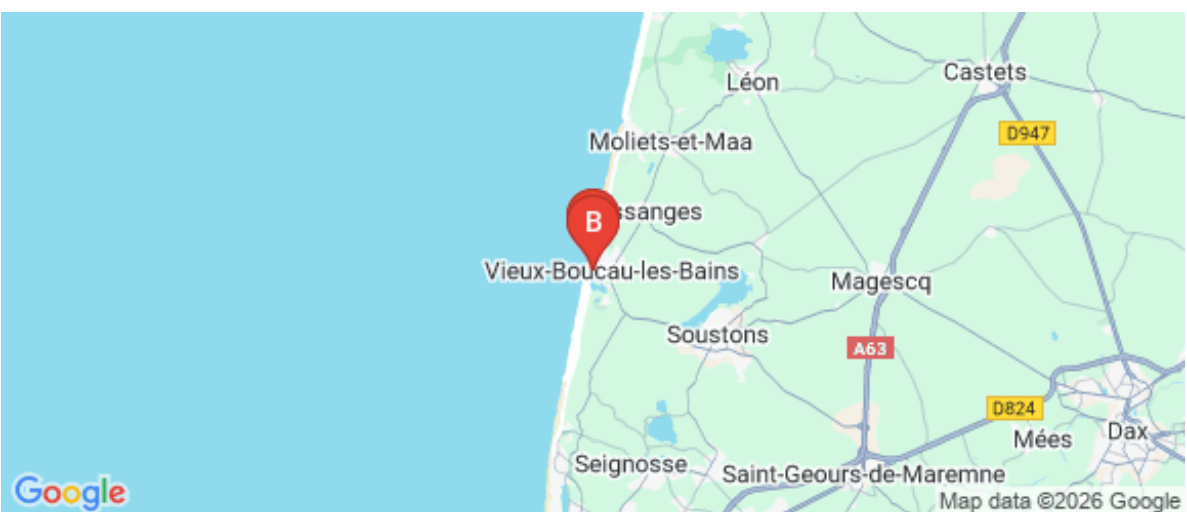 Léon
Castets
D947
Moliets-et-Maa
B
ssanges
Vieux-Boucau-les-Bains
Magescq
Soustons
A63
D824
Mées
Dax
Seignosse
Saint-Geours-de-Maremne
Google
Map data ©2026 Google